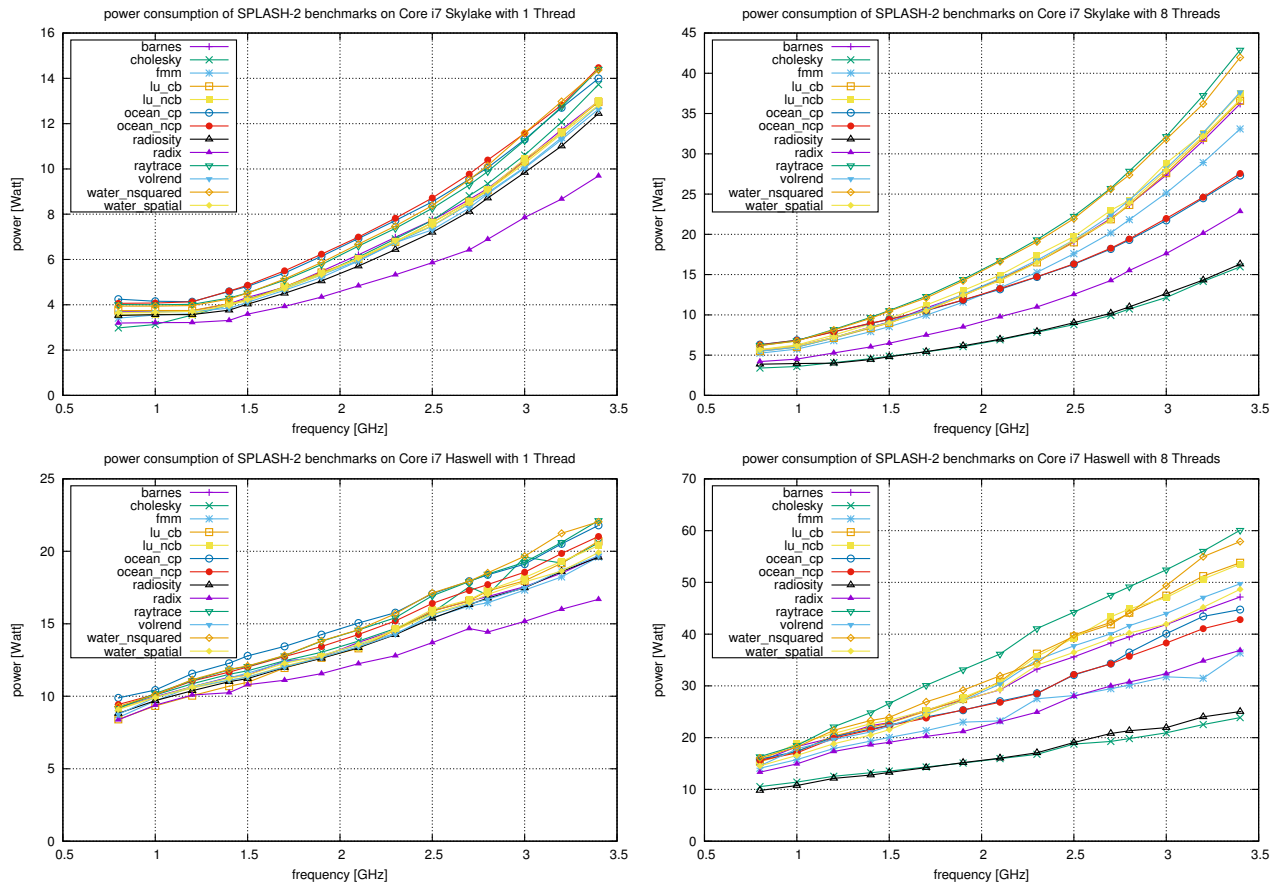 power consumption of SPLASH-2 benchmarks on Core i7 Skylake with 1 Thread
power [Watt]
16
14
12
10
8
6
4
2
0
barnes
cholesky
fmm
lu_cb
lu_ncb
ocean_cp
ocean_ncp
radiosity
radix
raytrace
volrend
water_nsquared
water_spatial
0.5 1 1.5 2 2.5 3 3.5
frequency [GHz]
power consumption of SPLASH-2 benchmarks on Core i7 Skylake with 8 Threads
power [Watt]
45
40
35
30
25
20
15
10
5
0
barnes
cholesky
fmm
lu_cb
lu_ncb
ocean_cp
ocean_ncp
radiosity
radix
raytrace
volrend
water_nsquared
water_spatial
0.5 1 1.5 2 2.5 3 3.5
frequency [GHz]
power consumption of SPLASH-2 benchmarks on Core i7 Haswell with 1 Thread
power [Watt]
25
20
15
10
5
0
barnes
cholesky
fmm
lu_cb
lu_ncb
ocean_cp
ocean_ncp
radiosity
radix
raytrace
volrend
water_nsquared
water_spatial
0.5 1 1.5 2 2.5 3 3.5
frequency [GHz]
power consumption of SPLASH-2 benchmarks on Core i7 Haswell with 8 Threads
power [Watt]
70
60
50
40
30
20
10
0
barnes
cholesky
fmm
lu_cb
lu_ncb
ocean_cp
ocean_ncp
radiosity
radix
raytrace
volrend
water_nsquared
water_spatial
0.5 1 1.5 2 2.5 3 3.5
frequency [GHz]